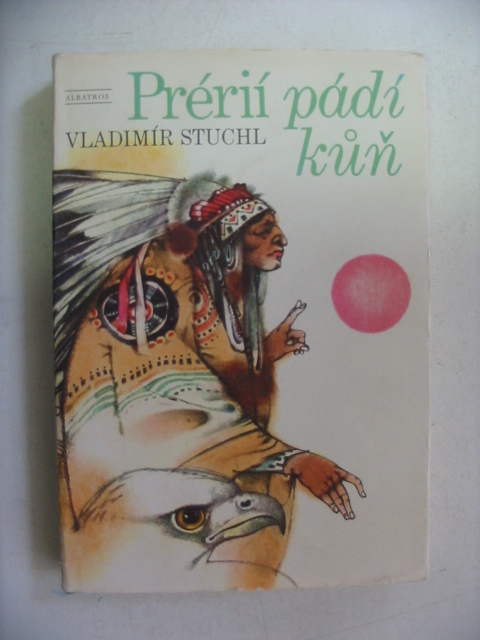 ALBATROS
Prérií pádí
VLADIMÍR STUCHL
kůň